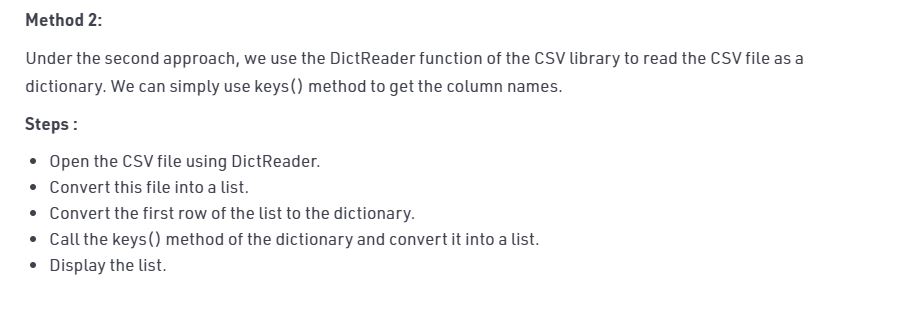 Method 2:
Under the second approach, we use the DictReader function of the CSV library to read the CSV file as a
dictionary. We can simply use keys() method to get the column names.
Steps :
• Open the CSV file using DictReader.
• Convert this file into a list.
• Convert the first row of the list to the dictionary.
• Call the keys() method of the dictionary and convert it into a list.
• Display the list.